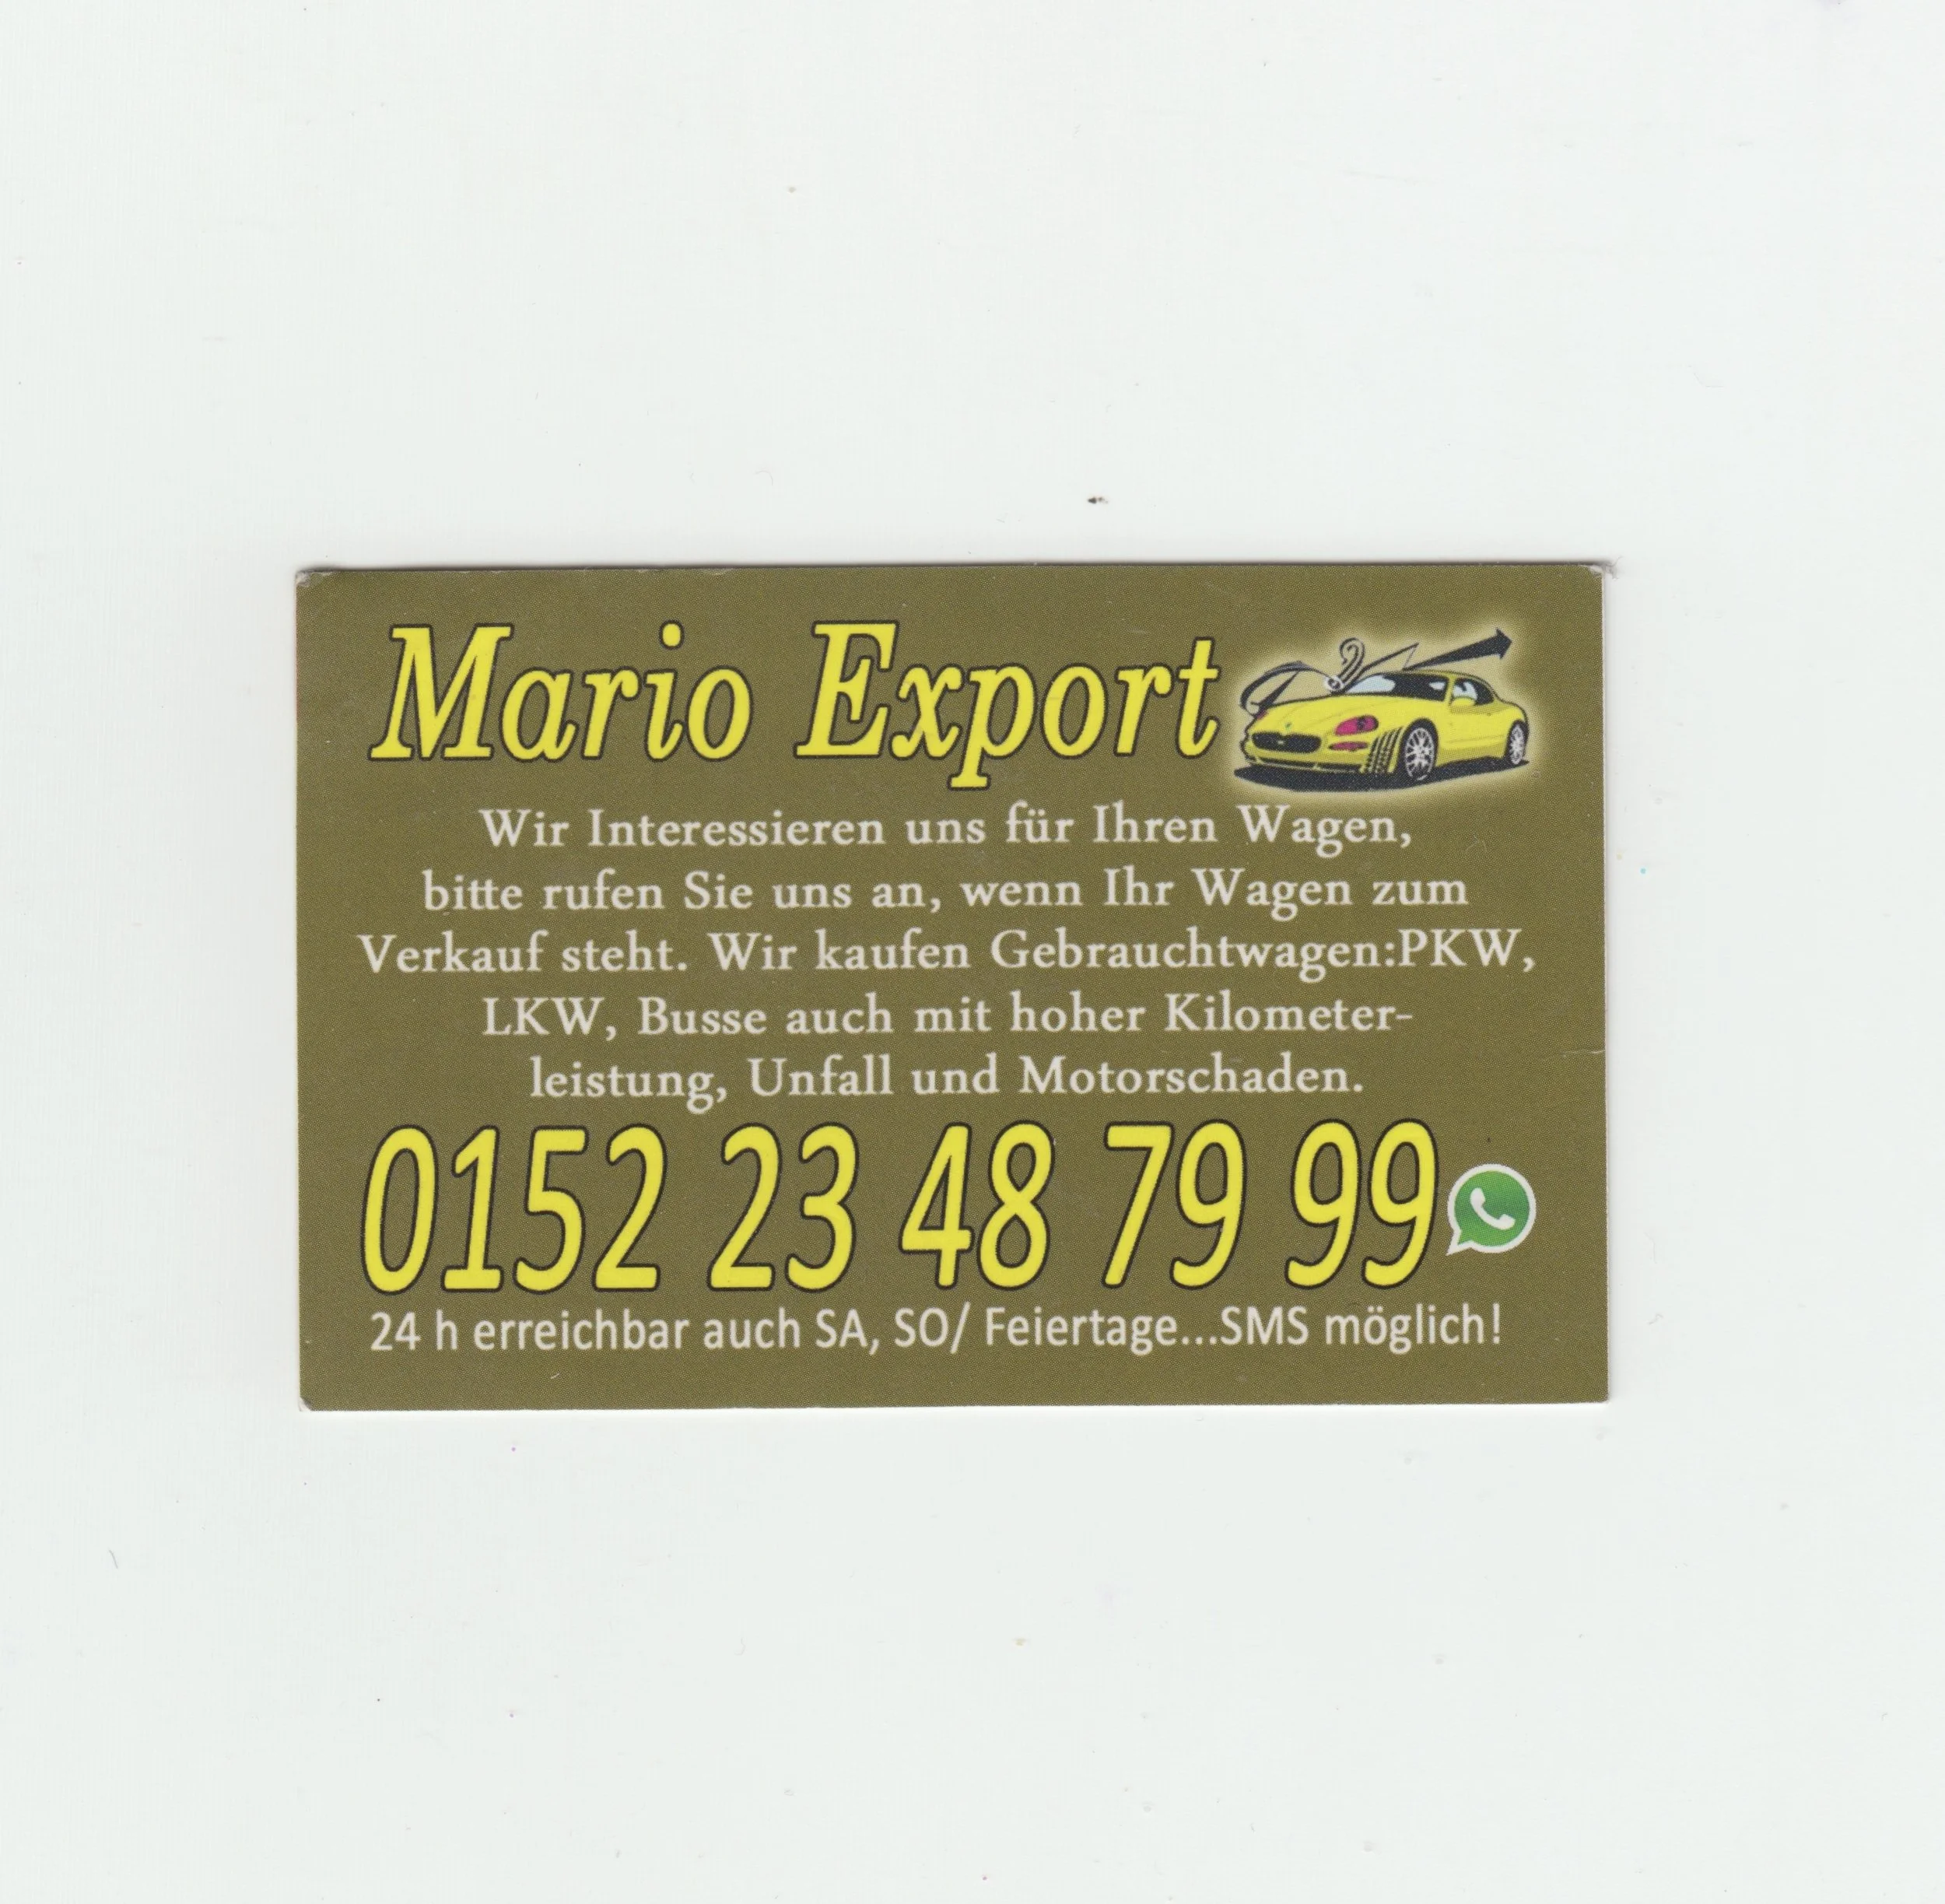 Mario Export
Wir Interessieren uns für Ihren Wagen,
bitte rufen Sie uns an, wenn Ihr Wagen zum
Verkauf steht. Wir kaufen Gebrauchtwagen:PKW,
LKW, Busse auch mit hoher Kilometer-
leistung, Unfall und Motorschaden.
0152 23 48 79 99
24 h erreichbar auch SA, SO/ Feiertage...SMS möglich!